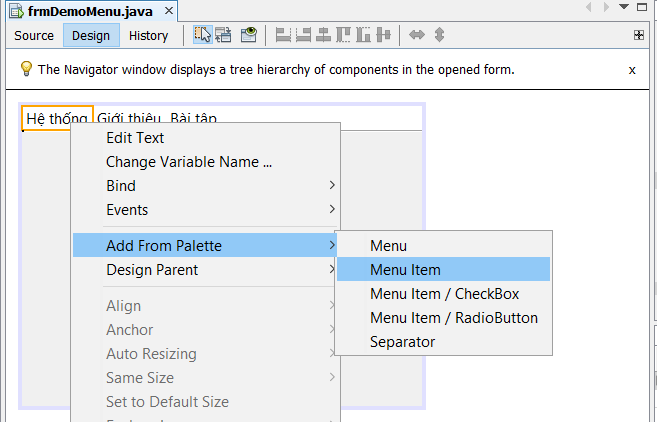 frmDemoMenu.java x
Source Design History
The Navigator window displays a tree hierarchy of components in the opened form. x
Hệ thống Giới thiệu Bài tập
Edit Text
Change Variable Name ...
Bind
Events
Add From Palette
Design Parent
Align
Anchor
Auto Resizing
Same Size
Set to Default Size
Menu
Menu Item
Menu Item / CheckBox
Menu Item / RadioButton
Separator